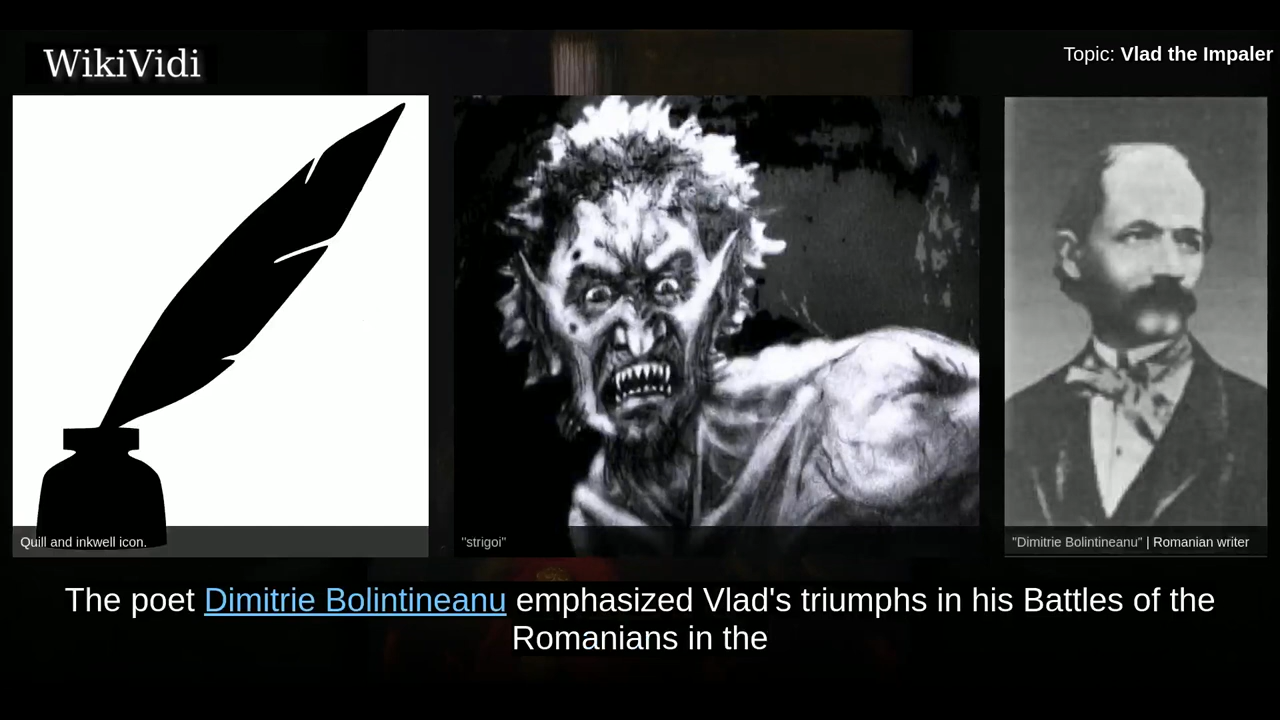 WikiVidi
Topic: Vlad the Impaler
Quill and inkwell icon.
"strigoi"
"Dimitrie Bolintineanu" | Romanian writer
The poet Dimitrie Bolintineanu emphasized Vlad's triumphs in his Battles of the
Romanians in the